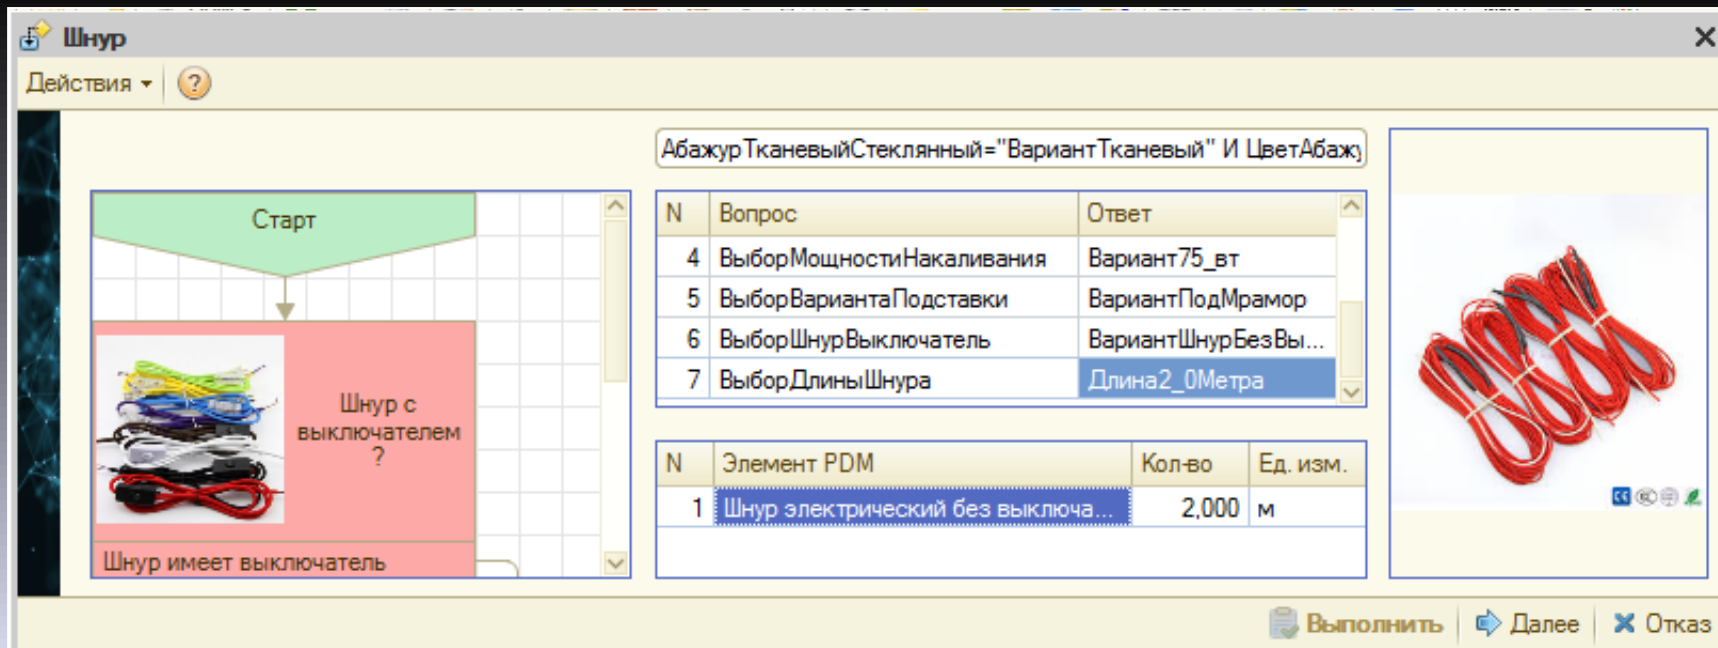 Шнур
Действия
?
АбажурТканевыйСтеклянный="ВариантТканевый" И ЦветАбаж
Старт
Шнур с
выключателем
?
Шнур имеет выключатель
N Вопрос Ответ
4 ВыборМощностиНакаливания Вариант75_вт
5 ВыборВариантаПодставки ВариантПодМрамор
6 ВыборШнурВыключатель ВариантШнурБезВы...
7 ВыборДлиныШнура Длина2_0Метра
N Элемент PDM Кол-во Ед. изм.
1 Шнур электрический без выключа... 2,000 м
CE
Выполнить Далее Отказ